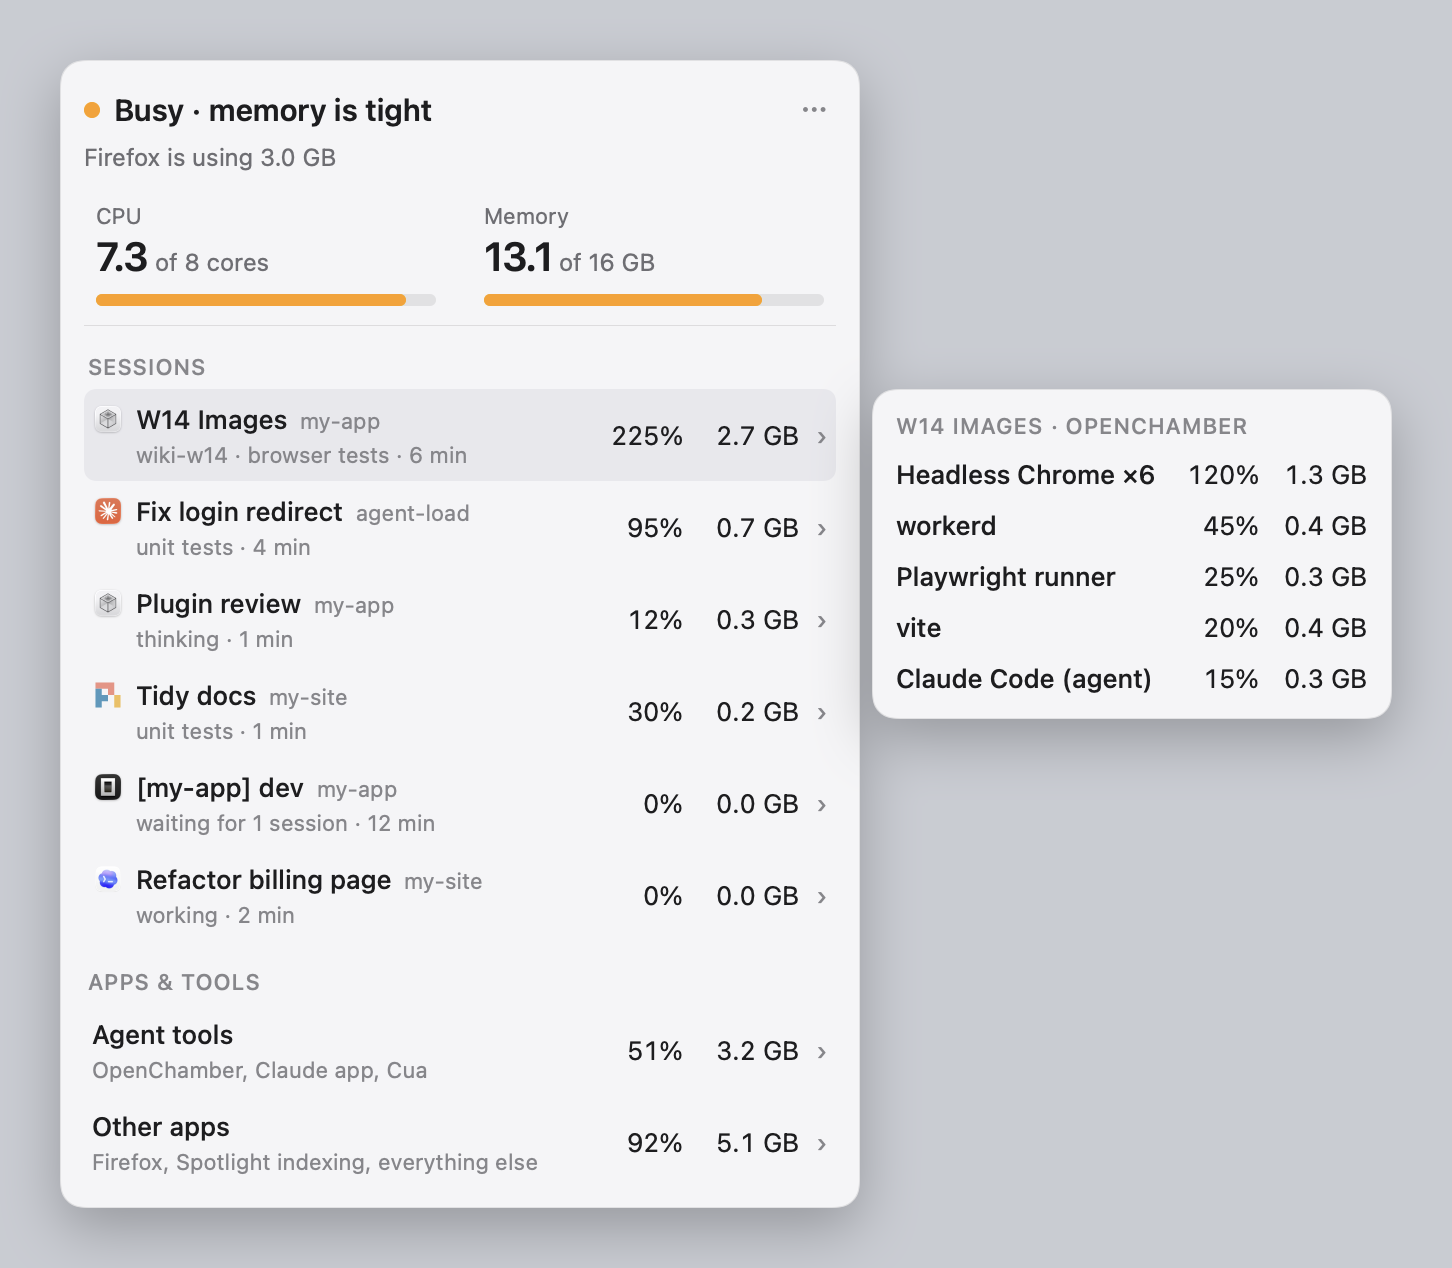 Busy · memory is tight
Firefox is using 3.0 GB
CPU
7.3 of 8 cores
Memory
13.1 of 16 GB
SESSIONS
W14 Images my-app 225% 2.7 GB ›
wiki-w14 · browser tests · 6 min
Fix login redirect agent-load 95% 0.7 GB ›
unit tests · 4 min
Plugin review my-app 12% 0.3 GB ›
thinking · 1 min
Tidy docs my-site 30% 0.2 GB ›
unit tests · 1 min
[my-app] dev my-app 0% 0.0 GB ›
waiting for 1 session · 12 min
Refactor billing page my-site 0% 0.0 GB ›
working · 2 min
APPS & TOOLS
Agent tools 51% 3.2 GB ›
OpenChamber, Claude app, Cua
Other apps 92% 5.1 GB ›
Firefox, Spotlight indexing, everything else
W14 IMAGES · OPENCHAMBER
Headless Chrome ×6 120% 1.3 GB
workerd 45% 0.4 GB
Playwright runner 25% 0.3 GB
vite 20% 0.4 GB
Claude Code (agent) 15% 0.3 GB